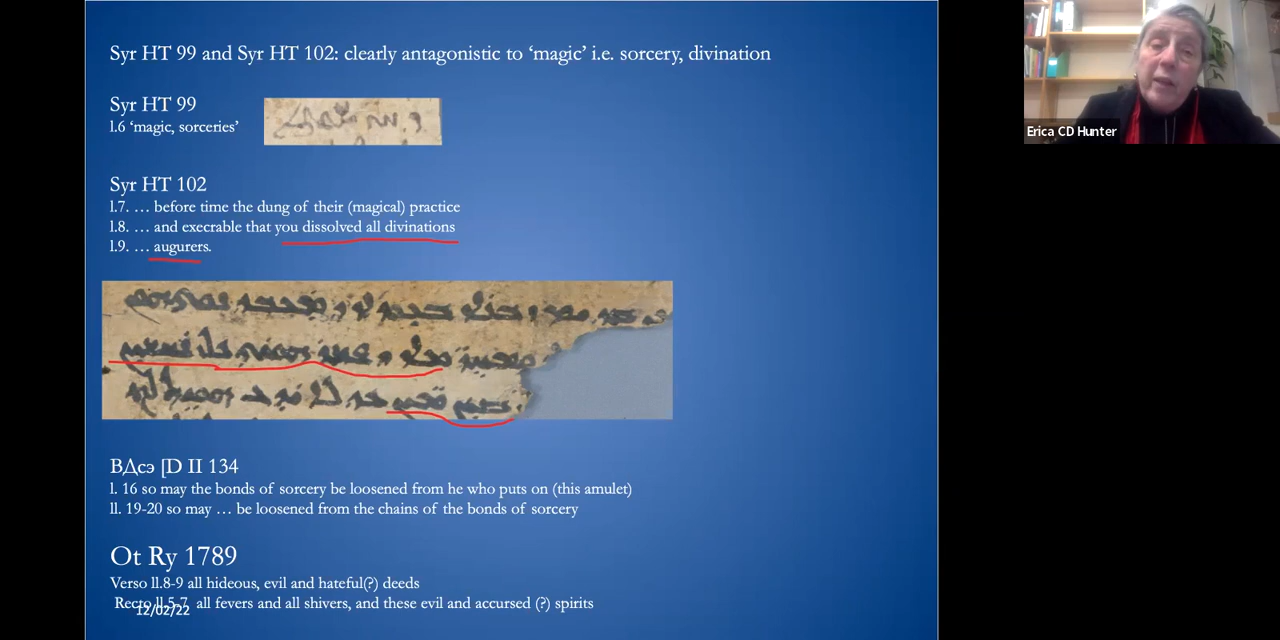 Syr HT 99 and Syr HT 102: clearly antagonistic to ‘magic’ i.e. sorcery, divination
Syr HT 99
l.6 ‘magic, sorceries’
Syr HT 102
l.7. … before time the dung of their (magical) practice
l.8. … and execrable that you dissolved all divinations
l.9. … augurers.
ВДсэ [D II 134
l. 16 so may the bonds of sorcery be loosened from he who puts on (this amulet)
ll. 19-20 so may … be loosened from the chains of the bonds of sorcery
Ot Ry 1789
Verso ll.8-9 all hideous, evil and hateful(?) deeds
Recto ll.5-7 all fevers and all shivers, and these evil and accursed (?) spirits
12/02/22
Erica CD Hunter